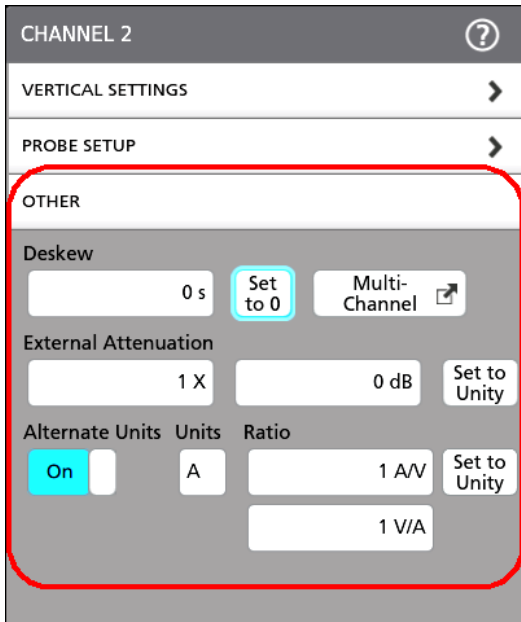 CHANNEL 2 ?
VERTICAL SETTINGS
PROBE SETUP
OTHER
Deskew
0 s Set to 0 Multi-Channel
External Attenuation
1 X 0 dB Set to Unity
Alternate Units Units Ratio
On A 1 A/V Set to Unity
1 V/A